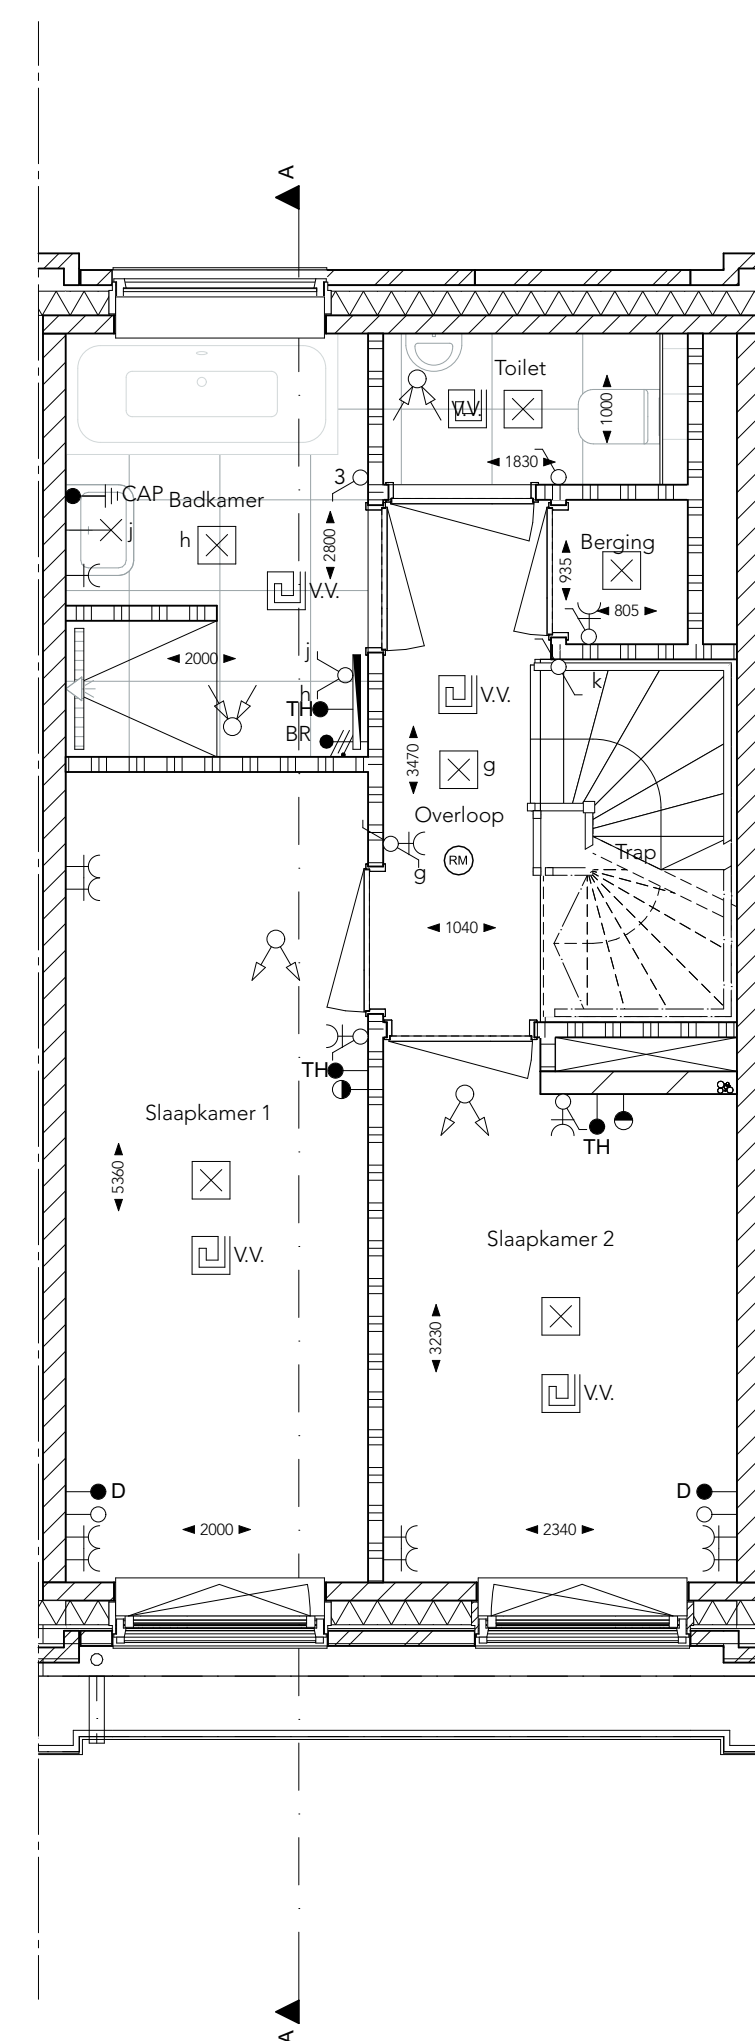 A
Toilet
V.V.
1000
1830
3
CAP
Badkamer
j
h
2800
Berging
935
805
V.V.
2000
j
h
TH
BR
k
V.V.
3470
g
Overloop
Trap
g
RM
1040
TH
Slaapkamer 1
TH
5360
Slaapkamer 2
V.V.
3230
V.V.
D
D
2000
2340
A